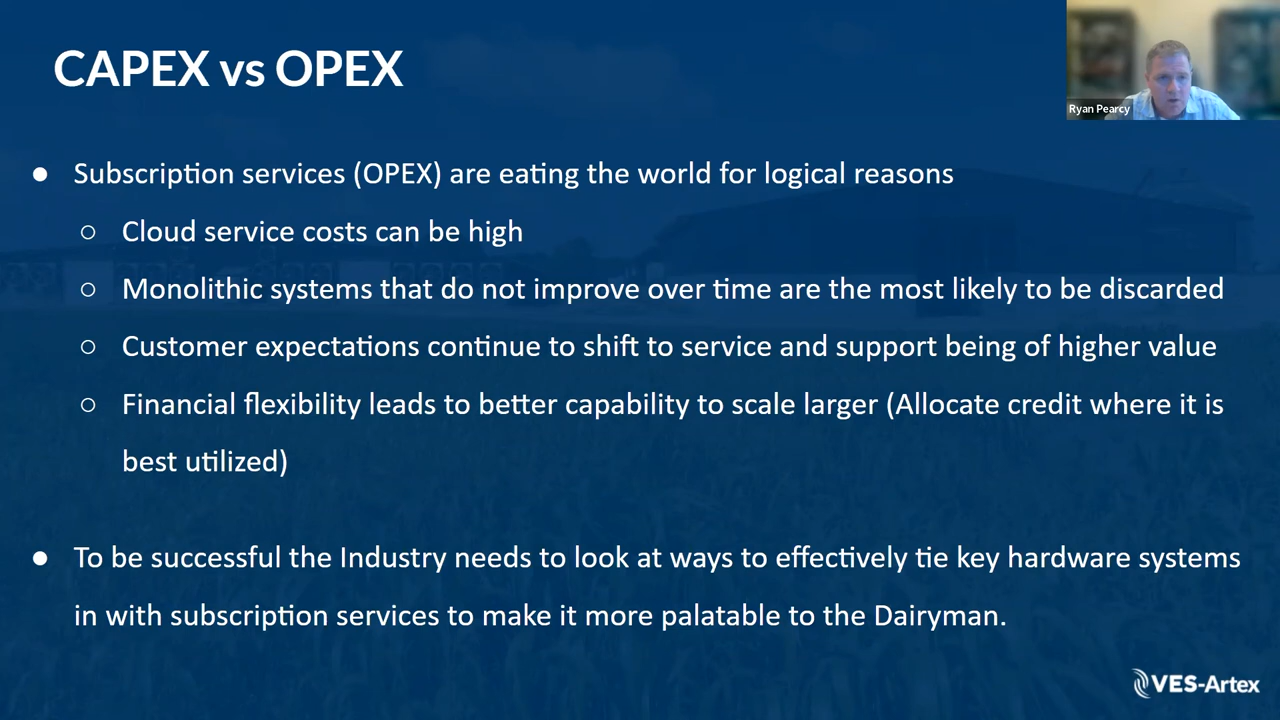 CAPEX vs OPEX
Ryan Pearcy
● Subscription services (OPEX) are eating the world for logical reasons
○ Cloud service costs can be high
○ Monolithic systems that do not improve over time are the most likely to be discarded
○ Customer expectations continue to shift to service and support being of higher value
○ Financial flexibility leads to better capability to scale larger (Allocate credit where it is
best utilized)
● To be successful the Industry needs to look at ways to effectively tie key hardware systems
in with subscription services to make it more palatable to the Dairyman.
VES-Artex